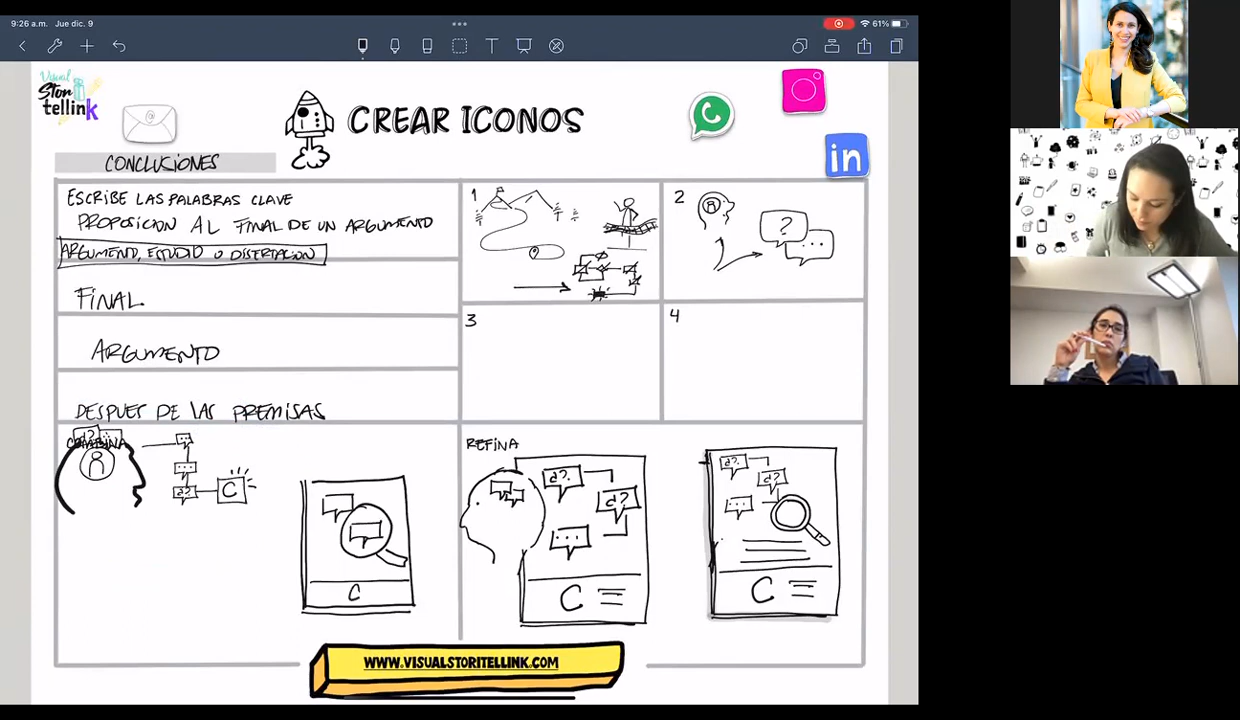 9:26 a.m. Jue dic. 9
61%
Visual
Stori
tellink
CREAR ICONOS
in
CONCLUSIONES
ESCRIBE LAS PALABRAS CLAVE
PROPOSICION AL FINAL DE UN ARGUMENTO
ARGUMENTO, ESTUDIO O DISERTACION
FINAL
ARGUMENTO
DESPUES DE LAS PREMISAS
1
2
?
...
3
4
COMBINA
...
¿?
C
C
REFINA
¿?
¿?
...
C
¿?
¿?
...
C
WWW.VISUALSTORITELLINK.COM